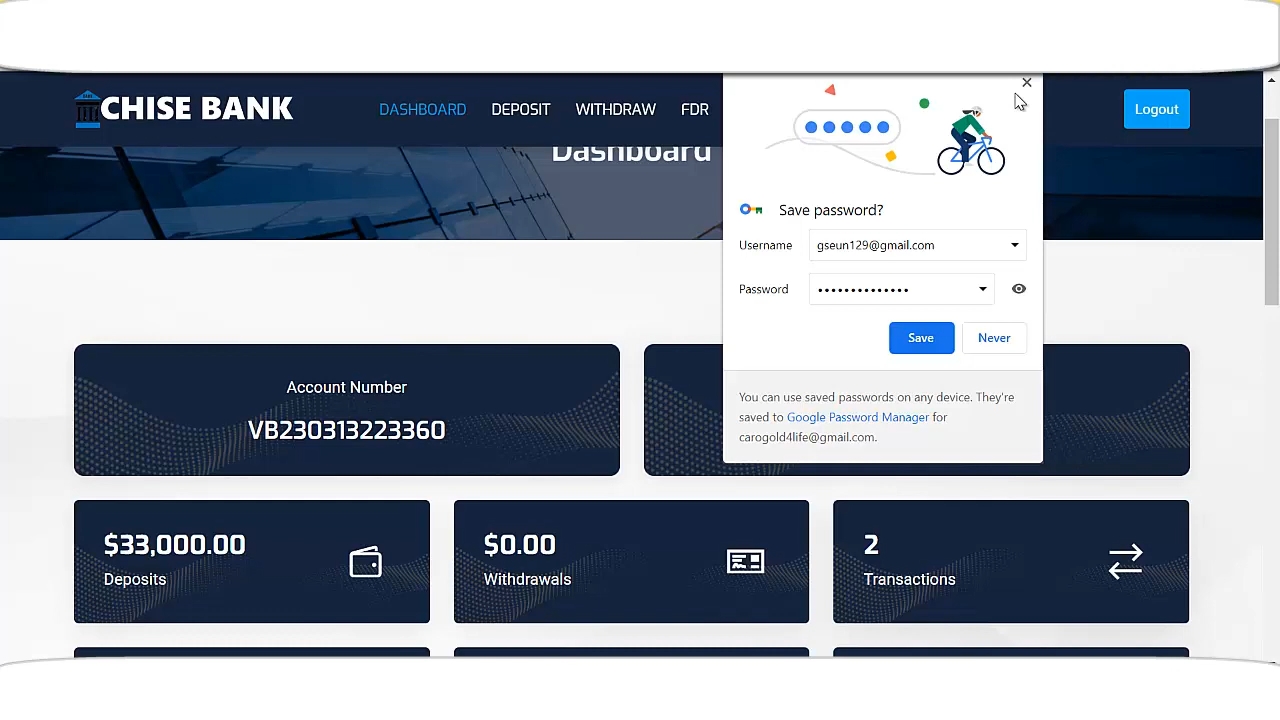 CHISE BANK
DASHBOARD DEPOSIT WITHDRAW FDR
Logout
Dashboard
Save password?
Username gseun129@gmail.com
Password ••••••••••••••
Save Never
You can use saved passwords on any device. They're
saved to Google Password Manager for
carogold4life@gmail.com.
Account Number
VB230313223360
$33,000.00
Deposits
$0.00
Withdrawals
2
Transactions